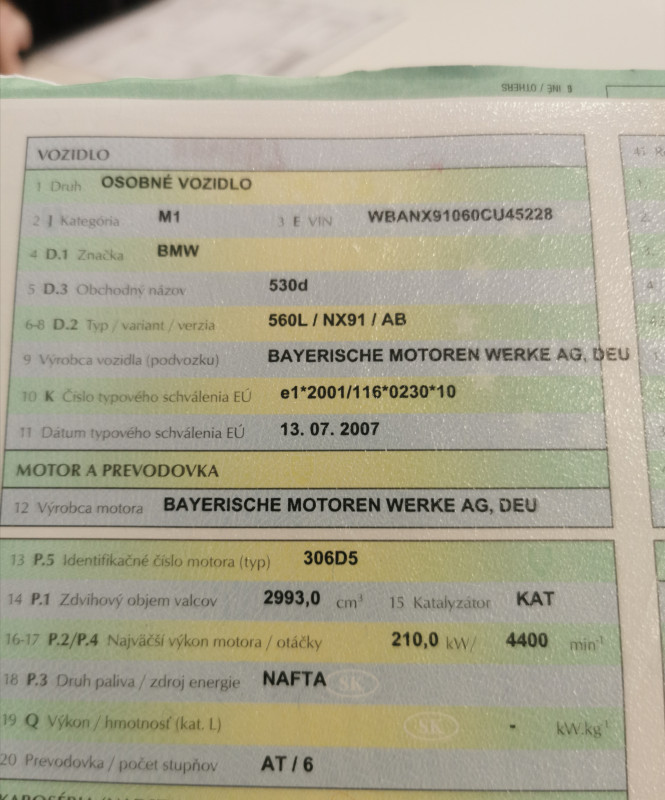 8 INÉ / OTHERS
VOZIDLO
1 Druh OSOBNÉ VOZIDLO
2 J Kategória M1 3 E VIN WBANX91060CU45228
4 D.1 Značka BMW
5 D.3 Obchodný názov 530d
6-8 D.2 Typ / variant / verzia 560L / NX91 / AB
9 Výrobca vozidla (podvozku) BAYERISCHE MOTOREN WERKE AG, DEU
10 K Číslo typového schválenia EÚ e1*2001/116*0230*10
11 Dátum typového schválenia EÚ 13. 07. 2007
MOTOR A PREVODOVKA
12 Výrobca motora BAYERISCHE MOTOREN WERKE AG, DEU
13 P.5 Identifikačné číslo motora (typ) 306D5
14 P.1 Zdvihový objem valcov 2993,0 cm³ 15 Katalyzátor KAT
16-17 P.2/P.4 Najväčší výkon motora / otáčky 210,0 kW/ 4400 min⁻¹
18 P.3 Druh paliva / zdroj energie NAFTA SK
19 Q Výkon / hmotnosť (kat. L) SK - kW.kg⁻¹
20 Prevodovka / počet stupňov AT / 6